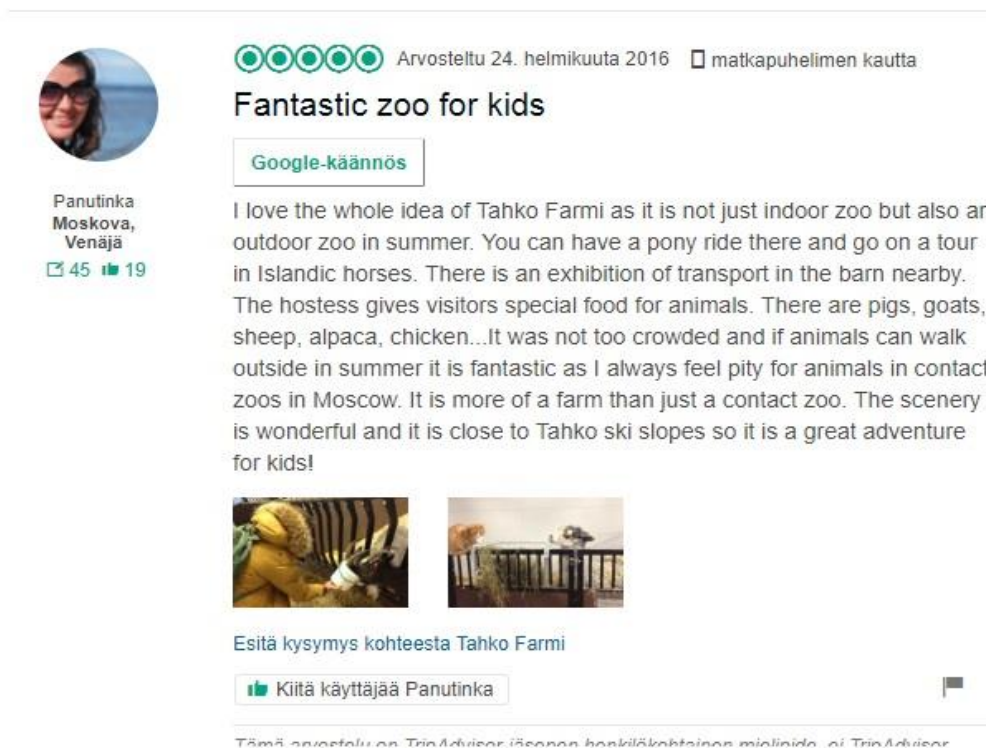 Arvosteltu 24. helmikuuta 2016 matkapuhelimen kautta
Fantastic zoo for kids
Google-käännös
Panutinka
Moskova,
Venäjä
45 19
I love the whole idea of Tahko Farmi as it is not just indoor zoo but also an
outdoor zoo in summer. You can have a pony ride there and go on a tour
in Islandic horses. There is an exhibition of transport in the barn nearby.
The hostess gives visitors special food for animals. There are pigs, goats,
sheep, alpaca, chicken...It was not too crowded and if animals can walk
outside in summer it is fantastic as I always feel pity for animals in contact
zoos in Moscow. It is more of a farm than just a contact zoo. The scenery
is wonderful and it is close to Tahko ski slopes so it is a great adventure
for kids!
Esitä kysymys kohteesta Tahko Farmi
Kiitä käyttäjää Panutinka
Tämä arvostelu on TripAdvisor-jäsenen henkilökohtainen mielipide, ei TripAdvisor